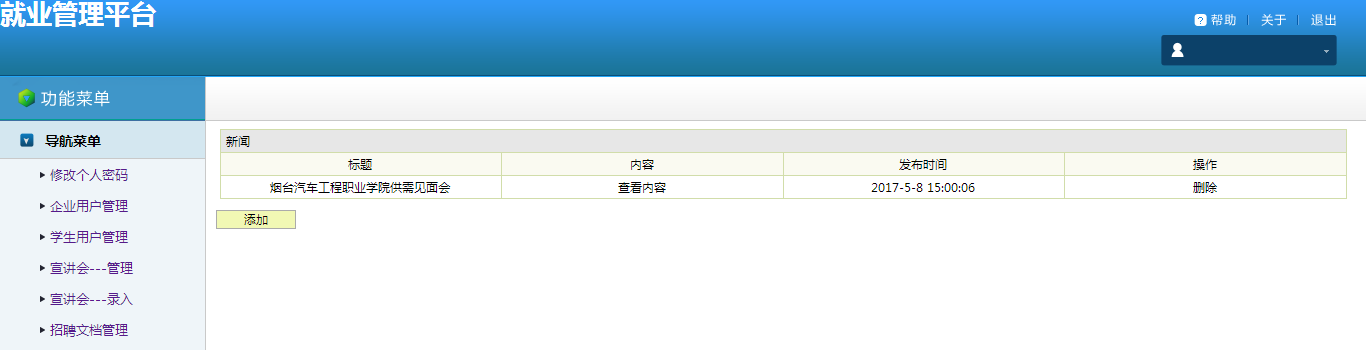 就业管理平台
? 帮助 | 关于 | 退出
功能菜单
导航菜单
修改个人密码
企业用户管理
学生用户管理
宣讲会---管理
宣讲会---录入
招聘文档管理
新闻
标题 内容 发布时间 操作
烟台汽车工程职业学院供需见面会 查看内容 2017-5-8 15:00:06 删除
添加